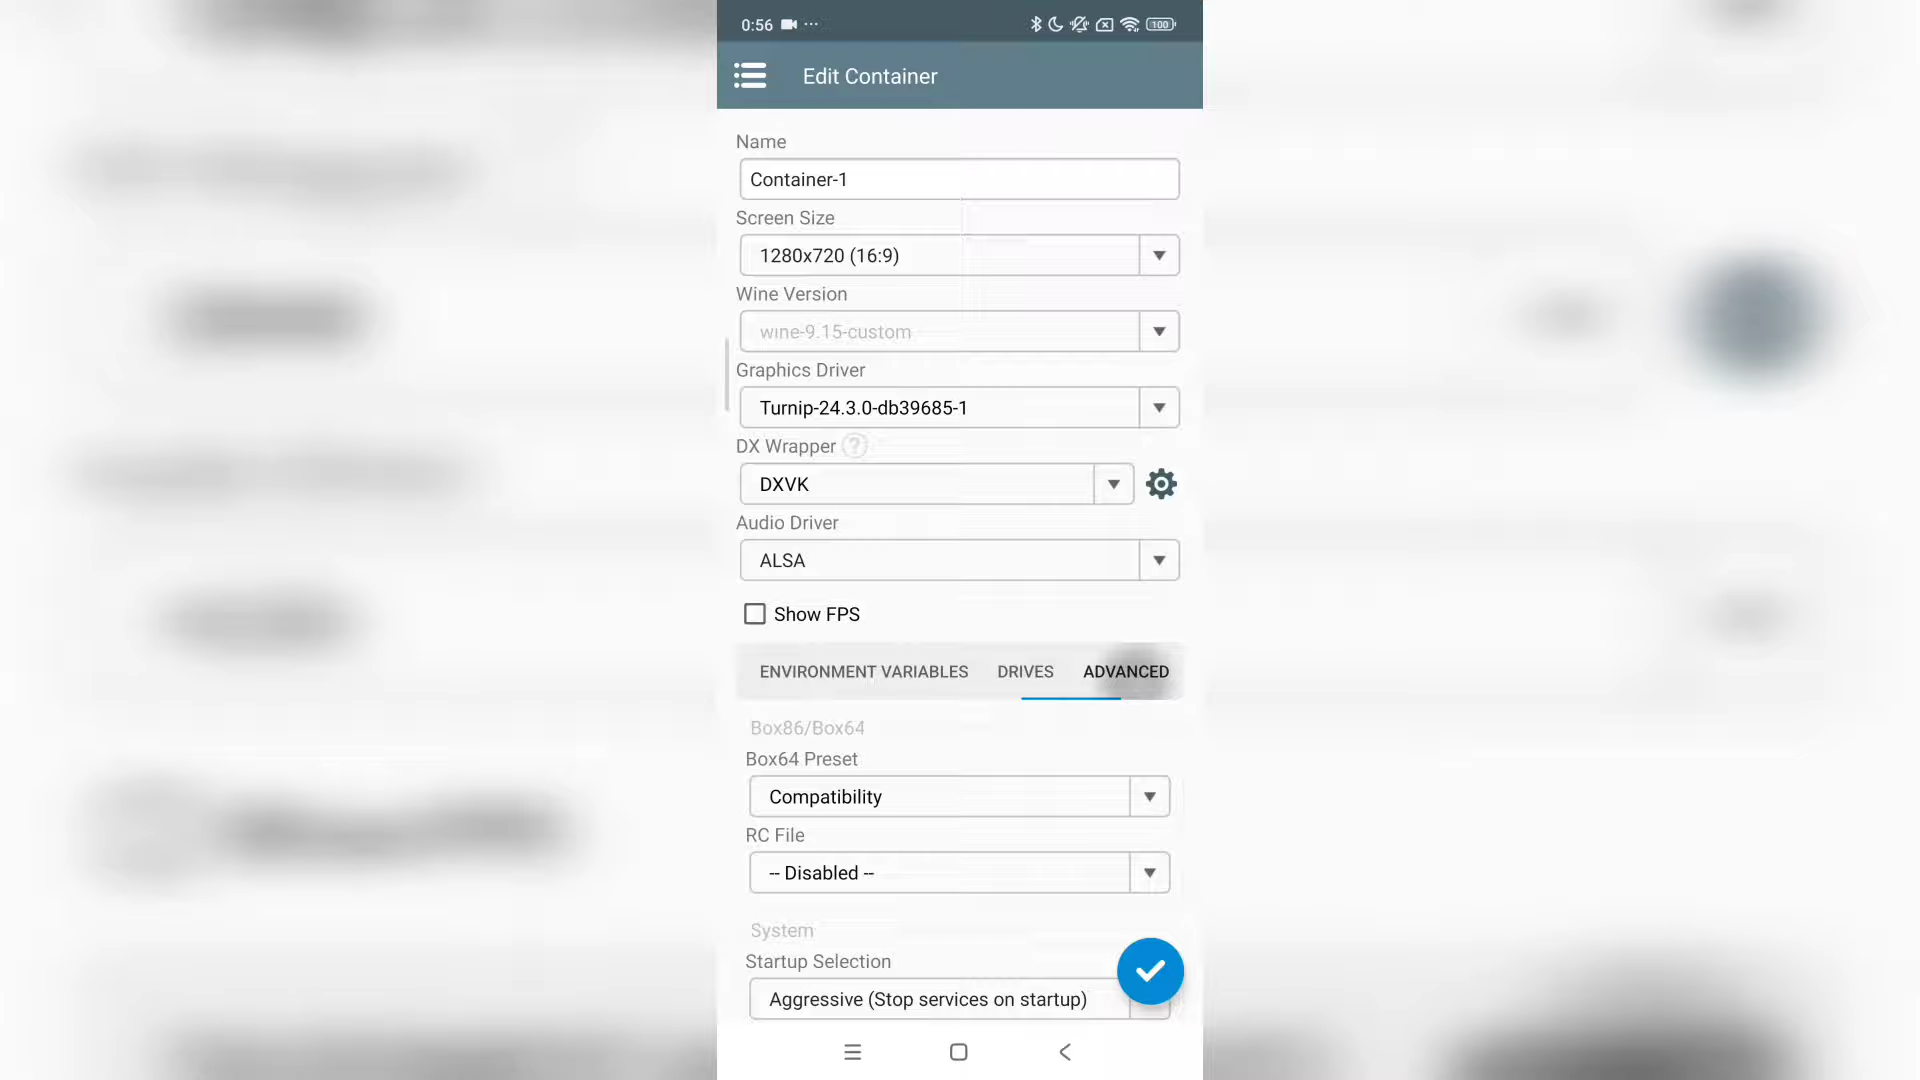 0:56 ...
100
Edit Container
Name
Container-1
Screen Size
1280x720 (16:9)
Wine Version
wine-9.15-custom
Graphics Driver
Turnip-24.3.0-db39685-1
DX Wrapper ?
DXVK
Audio Driver
ALSA
Show FPS
ENVIRONMENT VARIABLES DRIVES ADVANCED
Box86/Box64
Box64 Preset
Compatibility
RC File
-- Disabled --
System
Startup Selection
Aggressive (Stop services on startup)